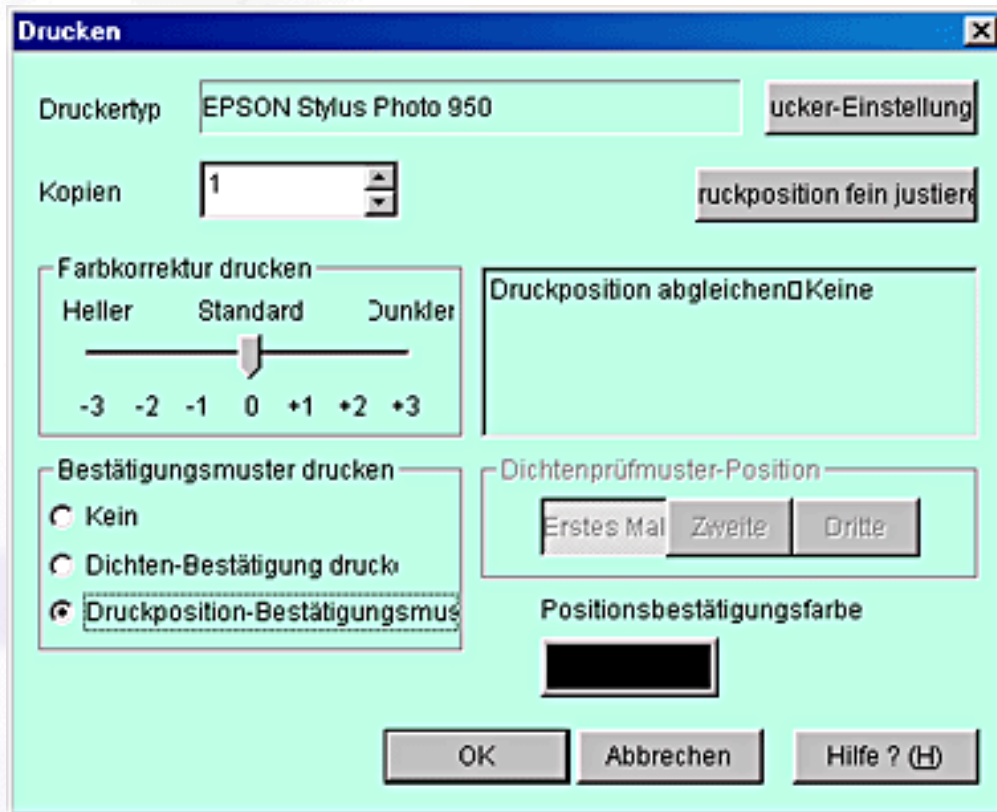 Drucken
Druckertyp
EPSON Stylus Photo 950
ucker-Einstellung
Kopien
1
ruckposition fein justiere
Farbkorrektur drucken
Heller Standard Dunkler
-3 -2 -1 0 +1 +2 +3
Druckposition abgleichen▯Keine
Bestätigungsmuster drucken
Kein
Dichten-Bestätigung druck
Druckposition-Bestätigungsmus
Dichtenprüfmuster-Position
Erstes Mal Zweite Dritte
Positionsbestätigungsfarbe
OK Abbrechen Hilfe ? (H)